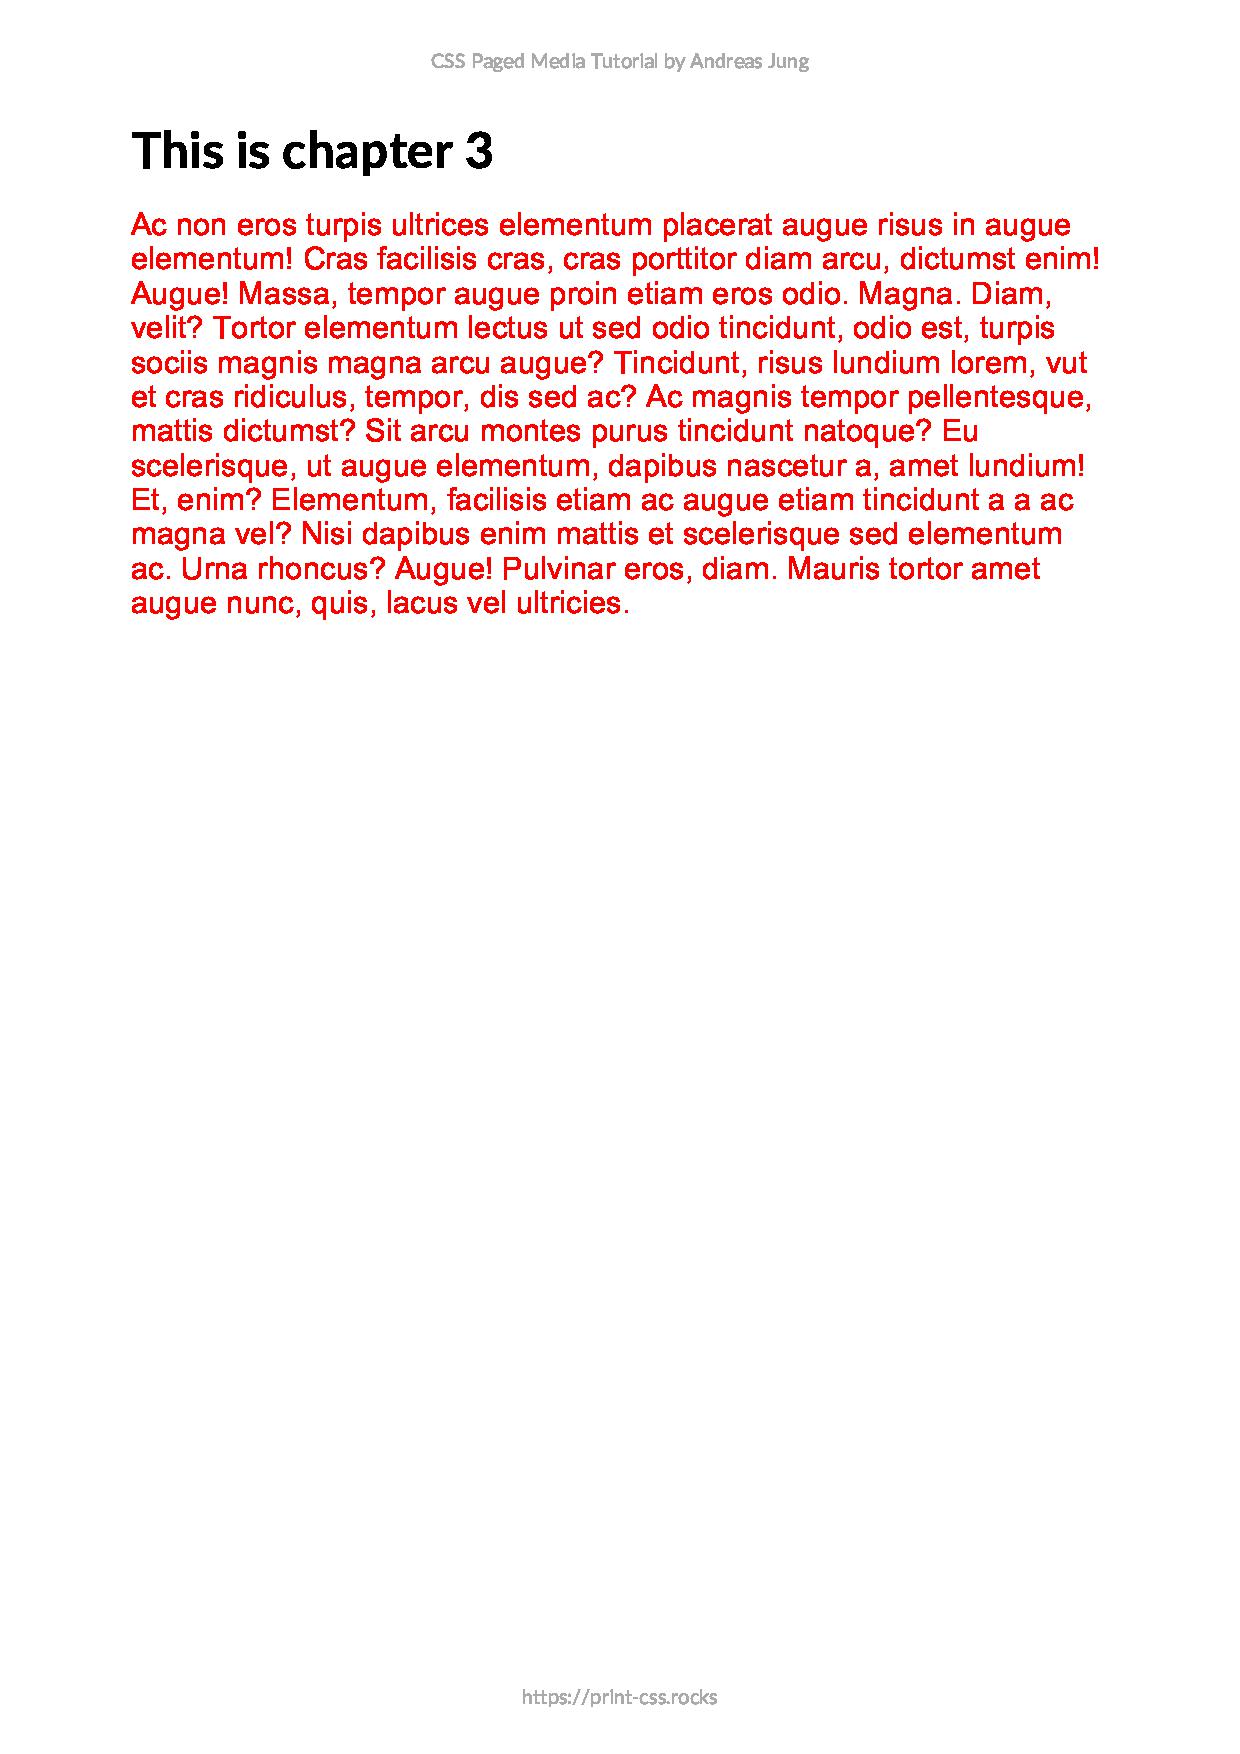 CSS Paged Media Tutorial by Andreas Jung
This is chapter 3
Ac non eros turpis ultrices elementum placerat augue risus in augue
elementum! Cras facilisis cras, cras porttitor diam arcu, dictumst enim!
Augue! Massa, tempor augue proin etiam eros odio. Magna. Diam,
velit? Tortor elementum lectus ut sed odio tincidunt, odio est, turpis
sociis magnis magna arcu augue? Tincidunt, risus lundium lorem, vut
et cras ridiculus, tempor, dis sed ac? Ac magnis tempor pellentesque,
mattis dictumst? Sit arcu montes purus tincidunt natoque? Eu
scelerisque, ut augue elementum, dapibus nascetur a, amet lundium!
Et, enim? Elementum, facilisis etiam ac augue etiam tincidunt a a ac
magna vel? Nisi dapibus enim mattis et scelerisque sed elementum
ac. Urna rhoncus? Augue! Pulvinar eros, diam. Mauris tortor amet
augue nunc, quis, lacus vel ultricies.
https://print-css.rocks